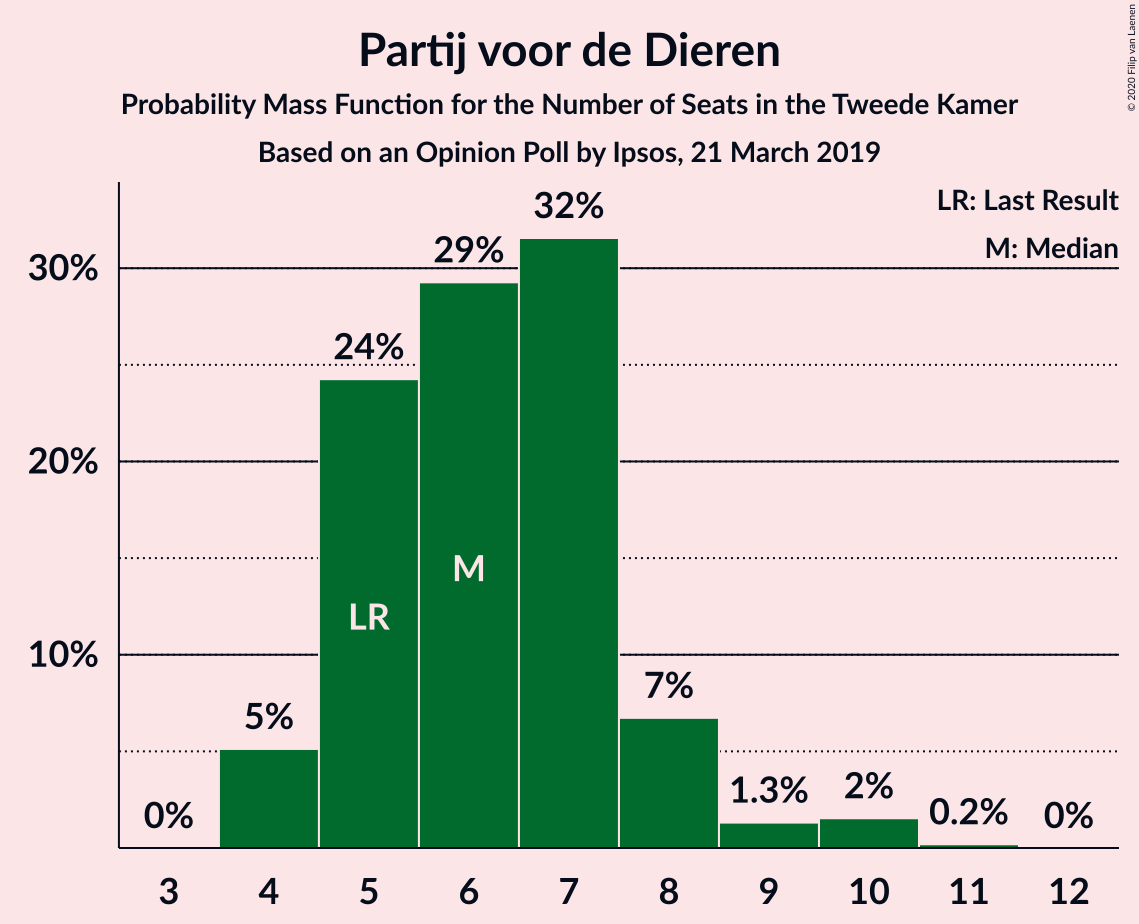 Partij voor de Dieren
Probability Mass Function for the Number of Seats in the Tweede Kamer
Based on an Opinion Poll by Ipsos, 21 March 2019
© 2020 Filip van Laenen
LR: Last Result
M: Median
30%
20%
10%
0%
5%
24%
29%
32%
7%
1.3%
2%
0.2%
0%
LR
M
3 4 5 6 7 8 9 10 11 12